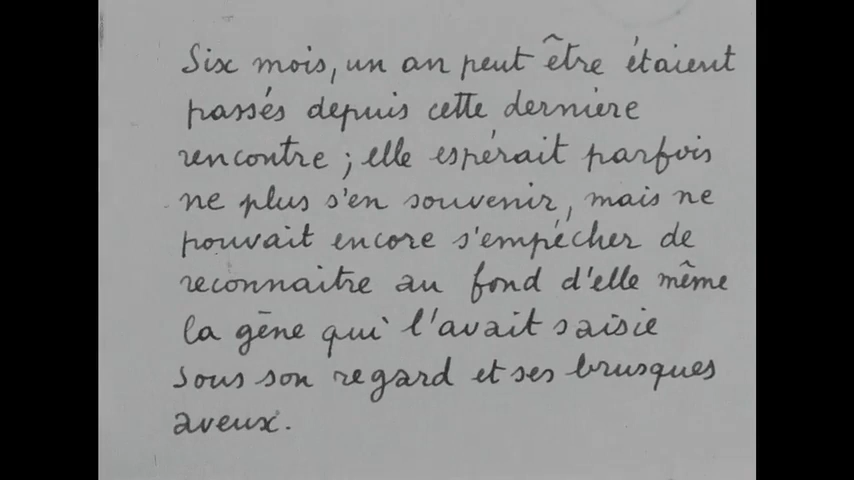 Six mois, un an peut être étaient
passés depuis cette dernière
rencontre ; elle espérait parfois
ne plus s'en souvenir, mais ne
pouvait encore s'empécher de
reconnaitre au fond d'elle même
la gêne qui l'avait saisie
sous son regard et ses brusques
aveux.